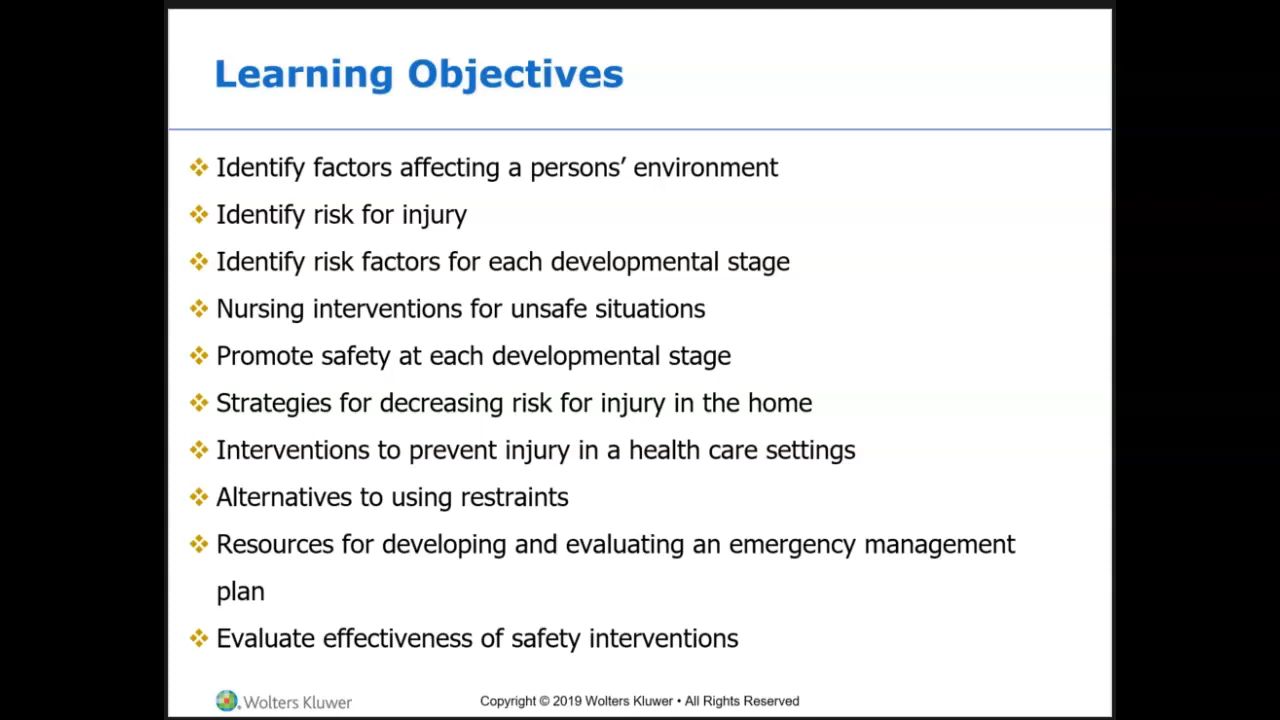 Learning Objectives
Identify factors affecting a persons’ environment
Identify risk for injury
Identify risk factors for each developmental stage
Nursing interventions for unsafe situations
Promote safety at each developmental stage
Strategies for decreasing risk for injury in the home
Interventions to prevent injury in a health care settings
Alternatives to using restraints
Resources for developing and evaluating an emergency management
plan
Evaluate effectiveness of safety interventions
Wolters Kluwer
Copyright © 2019 Wolters Kluwer • All Rights Reserved